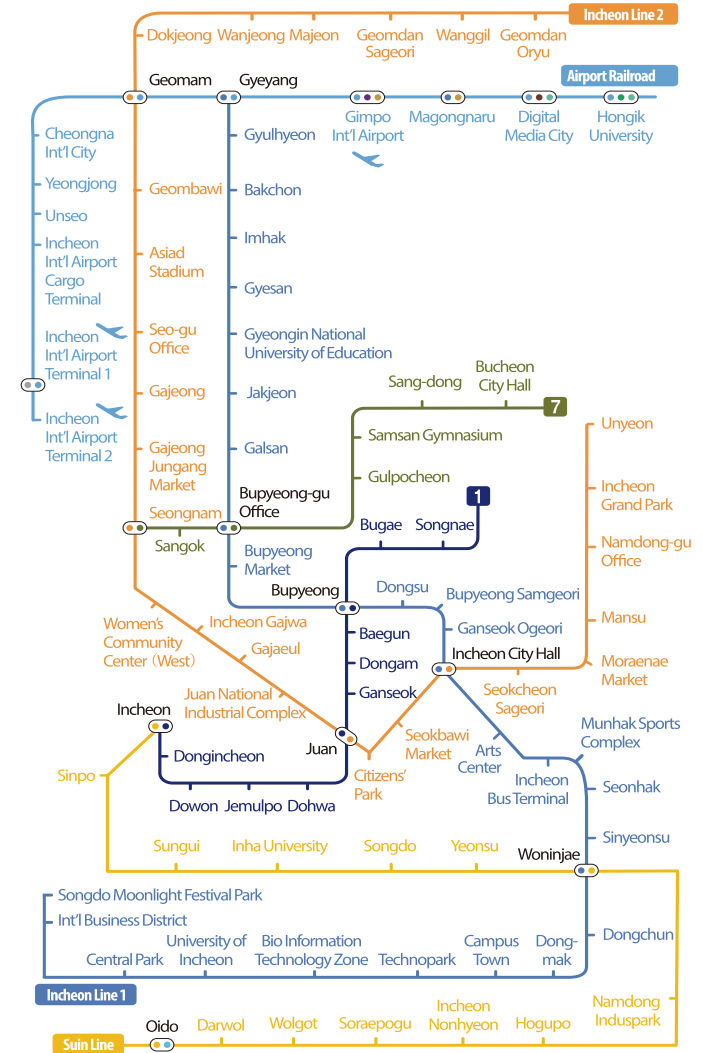 Incheon Line 2
Dokjeong
Wanjeong
Majeon
Geomdan
Sageori
Wanggil
Geomdan
Oryu
Airport Railroad
Geomam
Gyeyang
Gimpo
Int'l Airport
Magongnaru
Digital
Media City
Hongik
University
Cheongna
Int'l City
Yeongjong
Unseo
Incheon
Int'l Airport
Cargo
Terminal
Incheon
Int'l Airport
Terminal 1
Incheon
Int'l Airport
Terminal 2
Geombawi
Asiad
Stadium
Seo-gu
Office
Gajeong
Gajeong
Jungang
Market
Seongnam
Gyulhyeon
Bakchon
Imhak
Gyesan
Gyeongin National
University of Education
Jakjeon
Galsan
Bupyeong-gu
Office
Sang-dong
Bucheon
City Hall
7
Samsan Gymnasium
Gulpocheon
Sangok
1
Bugae
Songnae
Bupyeong
Market
Bupyeong
Dongsu
Bupyeong Samgeori
Ganseok Ogeori
Unyeon
Incheon
Grand Park
Namdong-gu
Office
Mansu
Moraenae
Market
Women's
Community
Center (West)
Incheon Gajwa
Gajaeul
Juan National
Industrial Complex
Baegun
Dongam
Ganseok
Incheon City Hall
Seokcheon
Sageori
Incheon
Juan
Seokbawi
Market
Citizens'
Park
Arts
Center
Munhak Sports
Complex
Incheon
Bus Terminal
Seonhak
Sinyeonsu
Dongincheon
Sinpo
Dowon
Jemulpo
Dohwa
Sungui
Inha University
Songdo
Yeonsu
Woninjae
Songdo Moonlight Festival Park
Int'l Business District
Central Park
University of
Incheon
Bio Information
Technology Zone
Technopark
Campus
Town
Dong-
mak
Dongchun
Incheon Line 1
Namdong
Induspark
Suin Line
Oido
Darwol
Wolgot
Soraepogu
Incheon
Nonhyeon
Hogupo